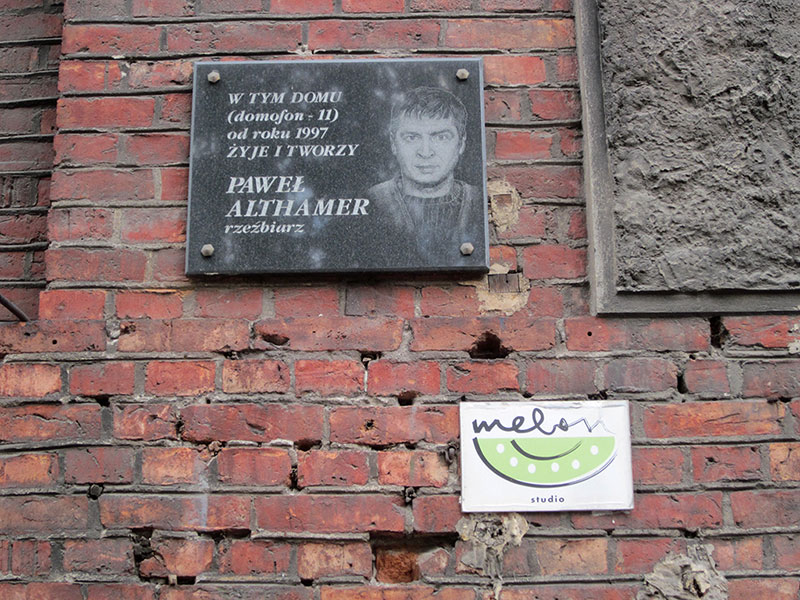 W TYM DOMU
(domofon - 11)
od roku 1997
ŻYJE I TWORZY
PAWEŁ
ALTHAMER
rzeźbiarz
melon
studio